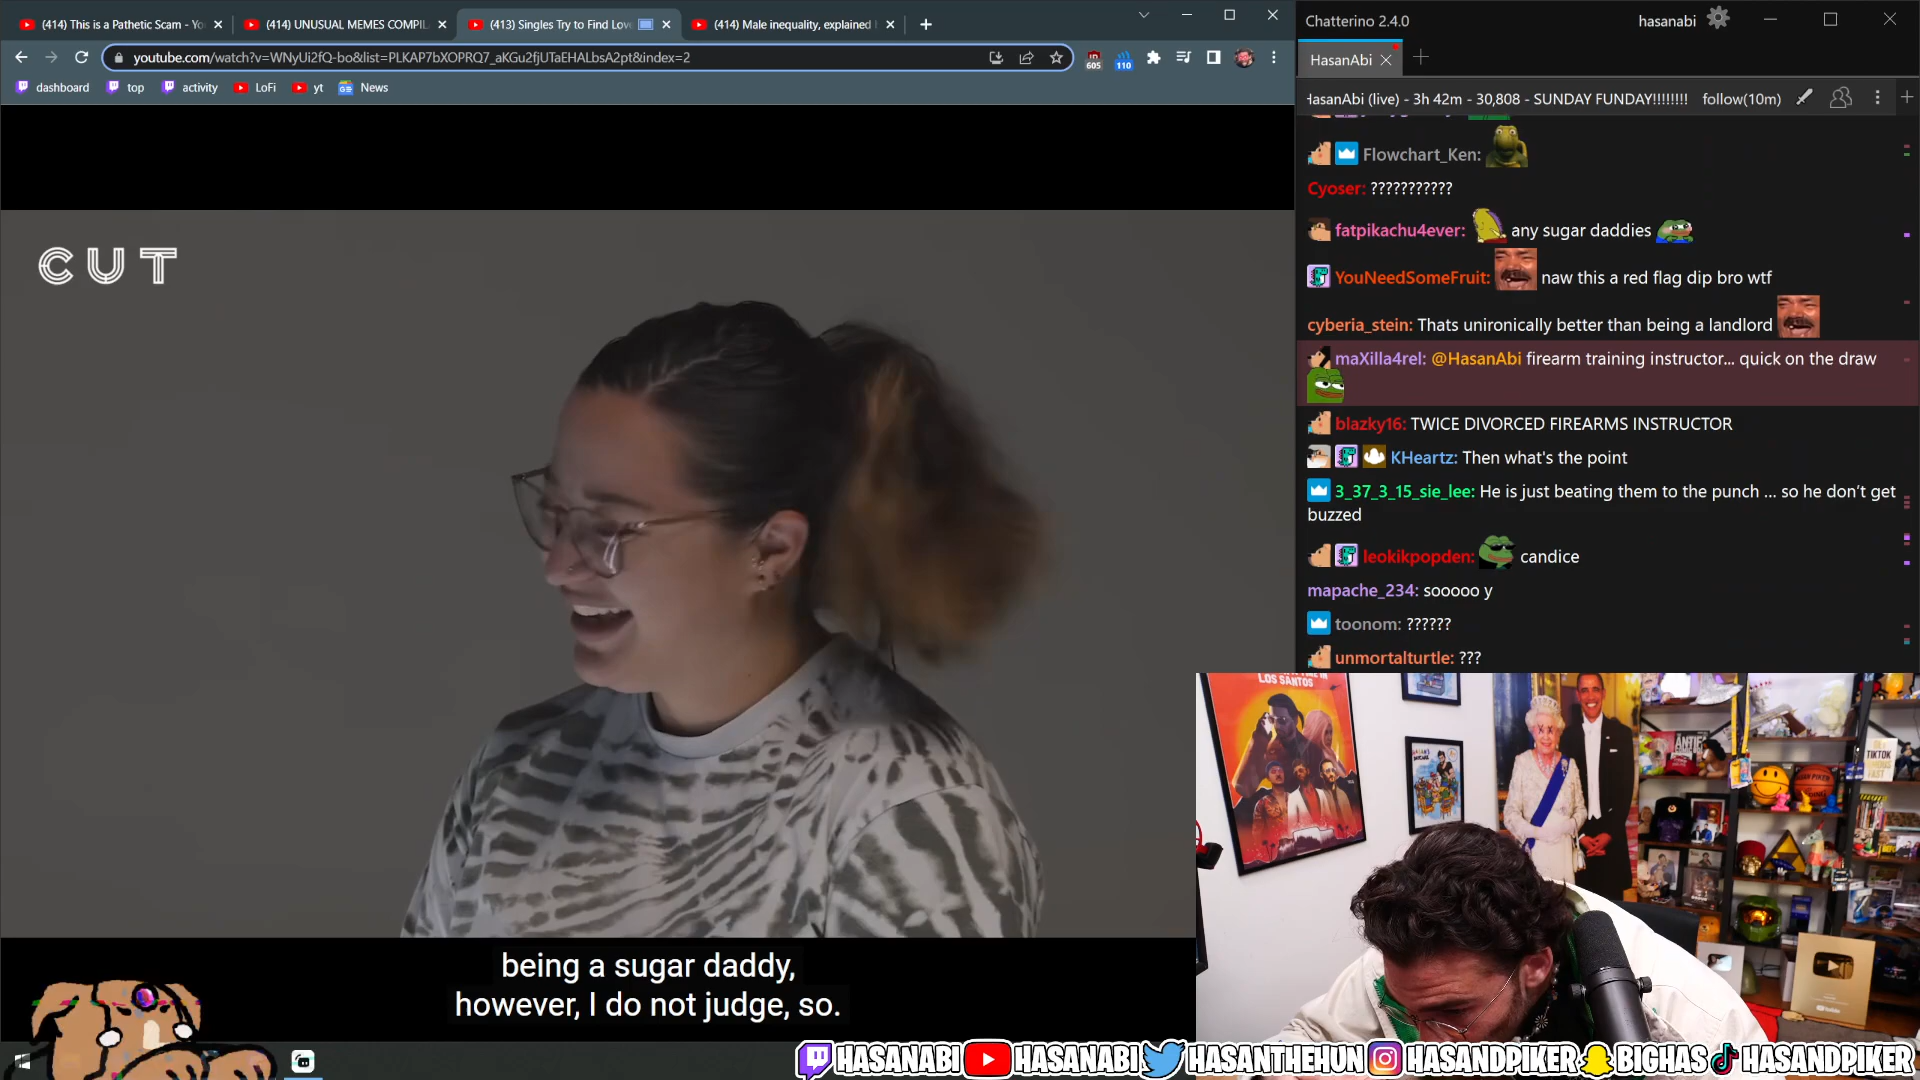 (414) This is a Pathetic Scam - Yo
(414) UNUSUAL MEMES COMPIL
(413) Singles Try to Find Lov
(414) Male inequality, explained
youtube.com/watch?v=WNyUi2fQ-bo&list=PLKAP7bXOPRQ7_aKGu2fjUTaEHALbsA2pt&index=2
605
110
dashboard
top
activity
LoFi
yt
News
CUT
being a sugar daddy,
however, I do not judge, so.
Chatterino 2.4.0
hasanabi
HasanAbi
HasanAbi (live) - 3h 42m - 30,808 - SUNDAY FUNDAY!!!!!!!! follow(10m)
Flowchart_Ken:
Cyoser: ???????????
fatpikachu4ever: any sugar daddies
YouNeedSomeFruit: naw this a red flag dip bro wtf
cyberia_stein: Thats unironically better than being a landlord
maXilla4rel: @HasanAbi firearm training instructor... quick on the draw
blazky16: TWICE DIVORCED FIREARMS INSTRUCTOR
KHeartz: Then what's the point
3_37_3_15_sie_lee: He is just beating them to the punch ... so he don't get
buzzed
leokikpopden: candice
mapache_234: sooooo y
toonom: ??????
unmortalturtle: ???
LOS SANTOS
TIKTOK
HASANABI HASANABI HASANTHEHUN HASANDPIKER BIGHAS HASANDPIKER